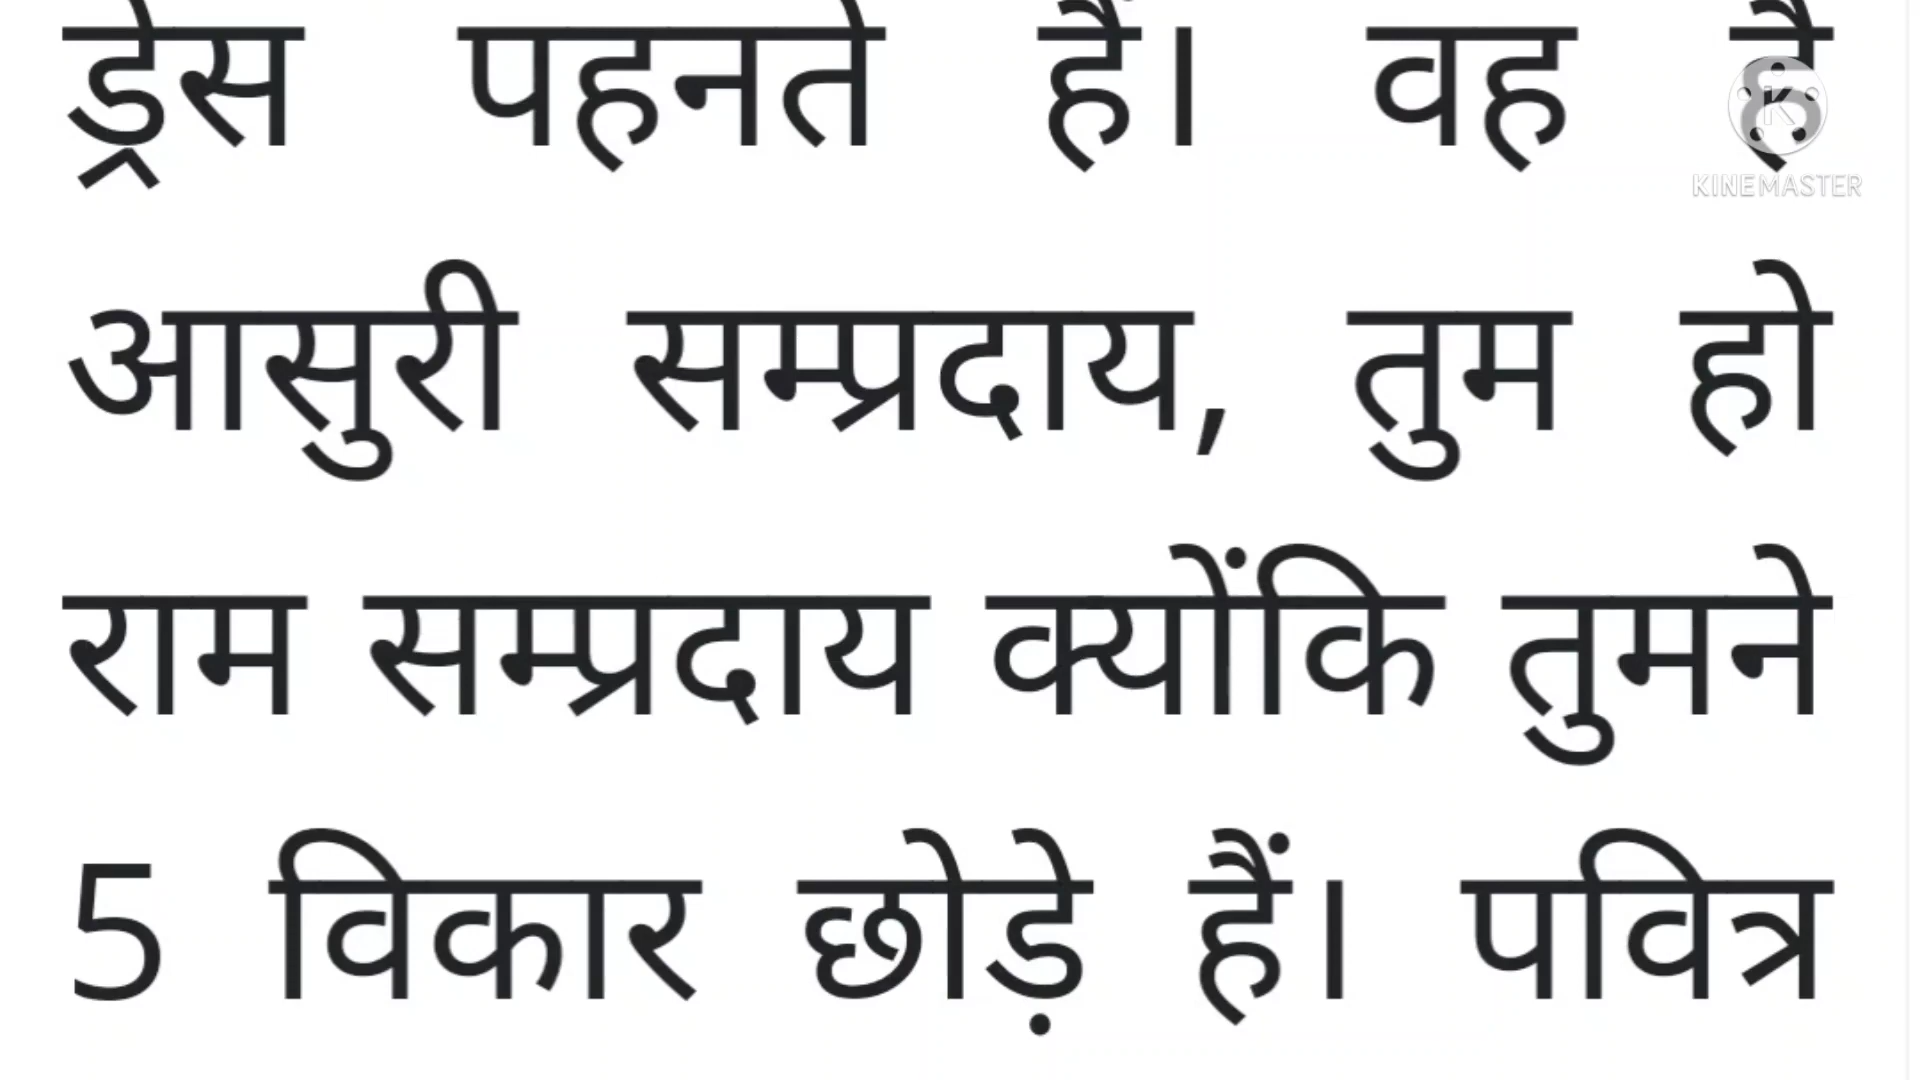 ड्रेस पहनते हैं। वह है
KINEMASTER
आसुरी सम्प्रदाय, तुम हो
राम सम्प्रदाय क्योंकि तुमने
5 विकार छोड़े हैं। पवित्र